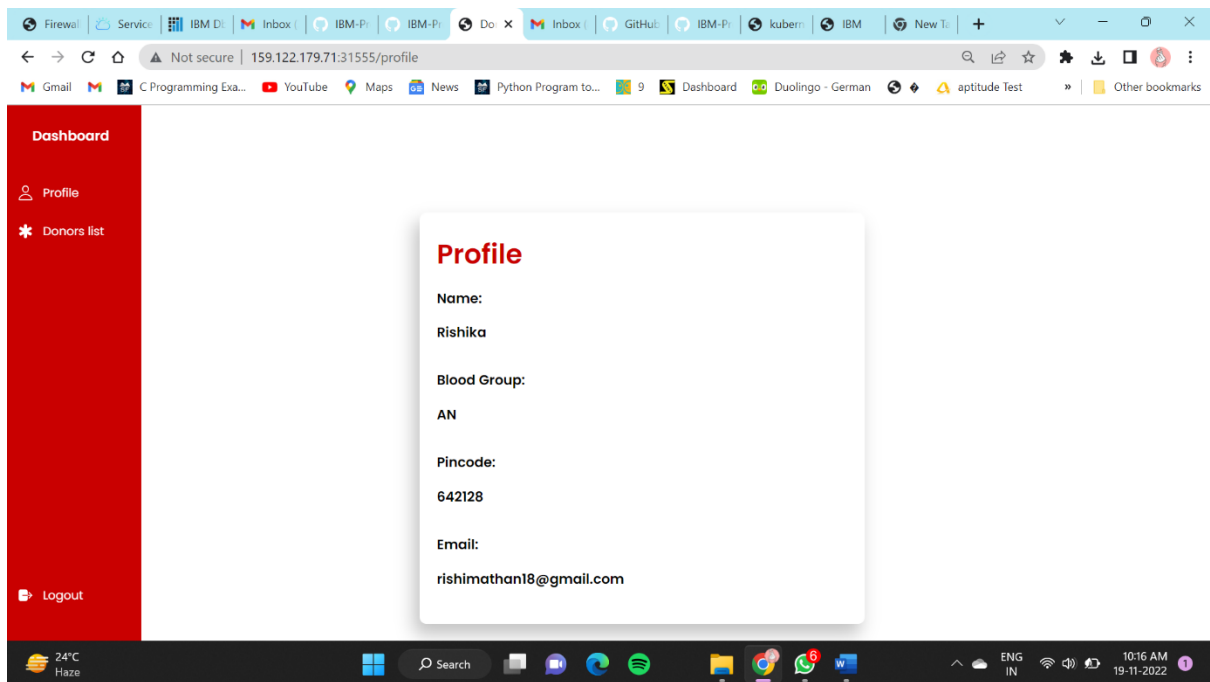 Firewal Service IBM DE Inbox ( IBM-Pr IBM-Pr Do Inbox ( GitHub IBM-Pr kubern IBM New Ta
Not secure 159.122.179.71:31555/profile
Gmail C Programming Exa... YouTube Maps News Python Program to... 9 Dashboard Duolingo - German aptitude Test » Other bookmarks
Dashboard
Profile
Donors list
Profile
Name:
Rishika
Blood Group:
AN
Pincode:
642128
Email:
rishimathan18@gmail.com
Logout
24°C
Haze
Search
6
ENG
IN
10:16 AM
19-11-2022
1